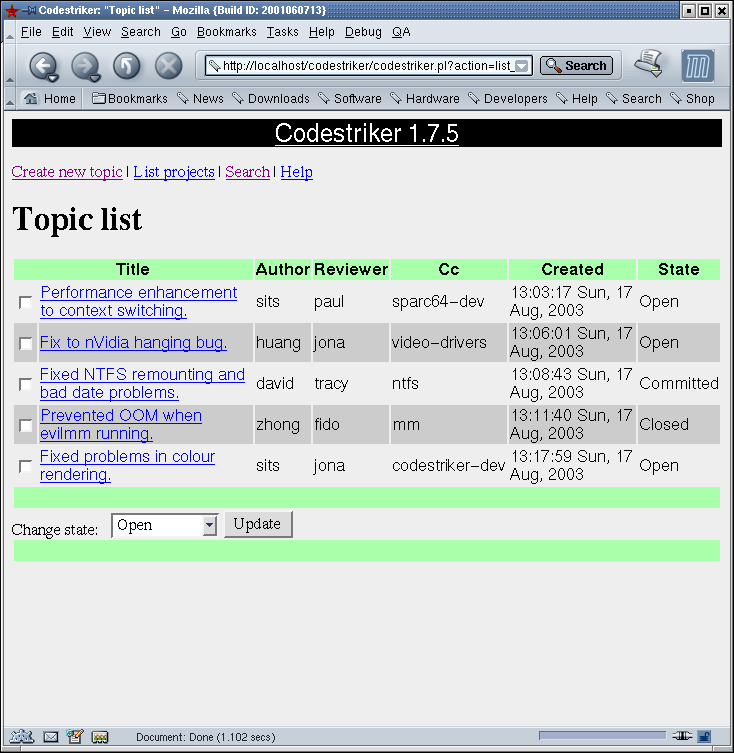 Codestriker: "Topic list" - Mozilla {Build ID: 2001060713}
File Edit View Search Go Bookmarks Tasks Help Debug QA
http://localhost/codestriker/codestriker.pl?action=list_ Search
Home Bookmarks News Downloads Software Hardware Developers Help Search Shop
Codestriker 1.7.5
Create new topic | List projects | Search | Help
Topic list
Title Author Reviewer Cc Created State
Performance enhancement
to context switching. sits paul sparc64-dev 13:03:17 Sun, 17
Aug, 2003 Open
Fix to nVidia hanging bug. huang jona video-drivers 13:06:01 Sun, 17
Aug, 2003 Open
Fixed NTFS remounting and
bad date problems. david tracy ntfs 13:08:43 Sun, 17
Aug, 2003 Committed
Prevented OOM when
evilmm running. zhong fido mm 13:11:40 Sun, 17
Aug, 2003 Closed
Fixed problems in colour
rendering. sits jona codestriker-dev 13:17:59 Sun, 17
Aug, 2003 Open
Change state: Open Update
Document: Done (1.102 secs)